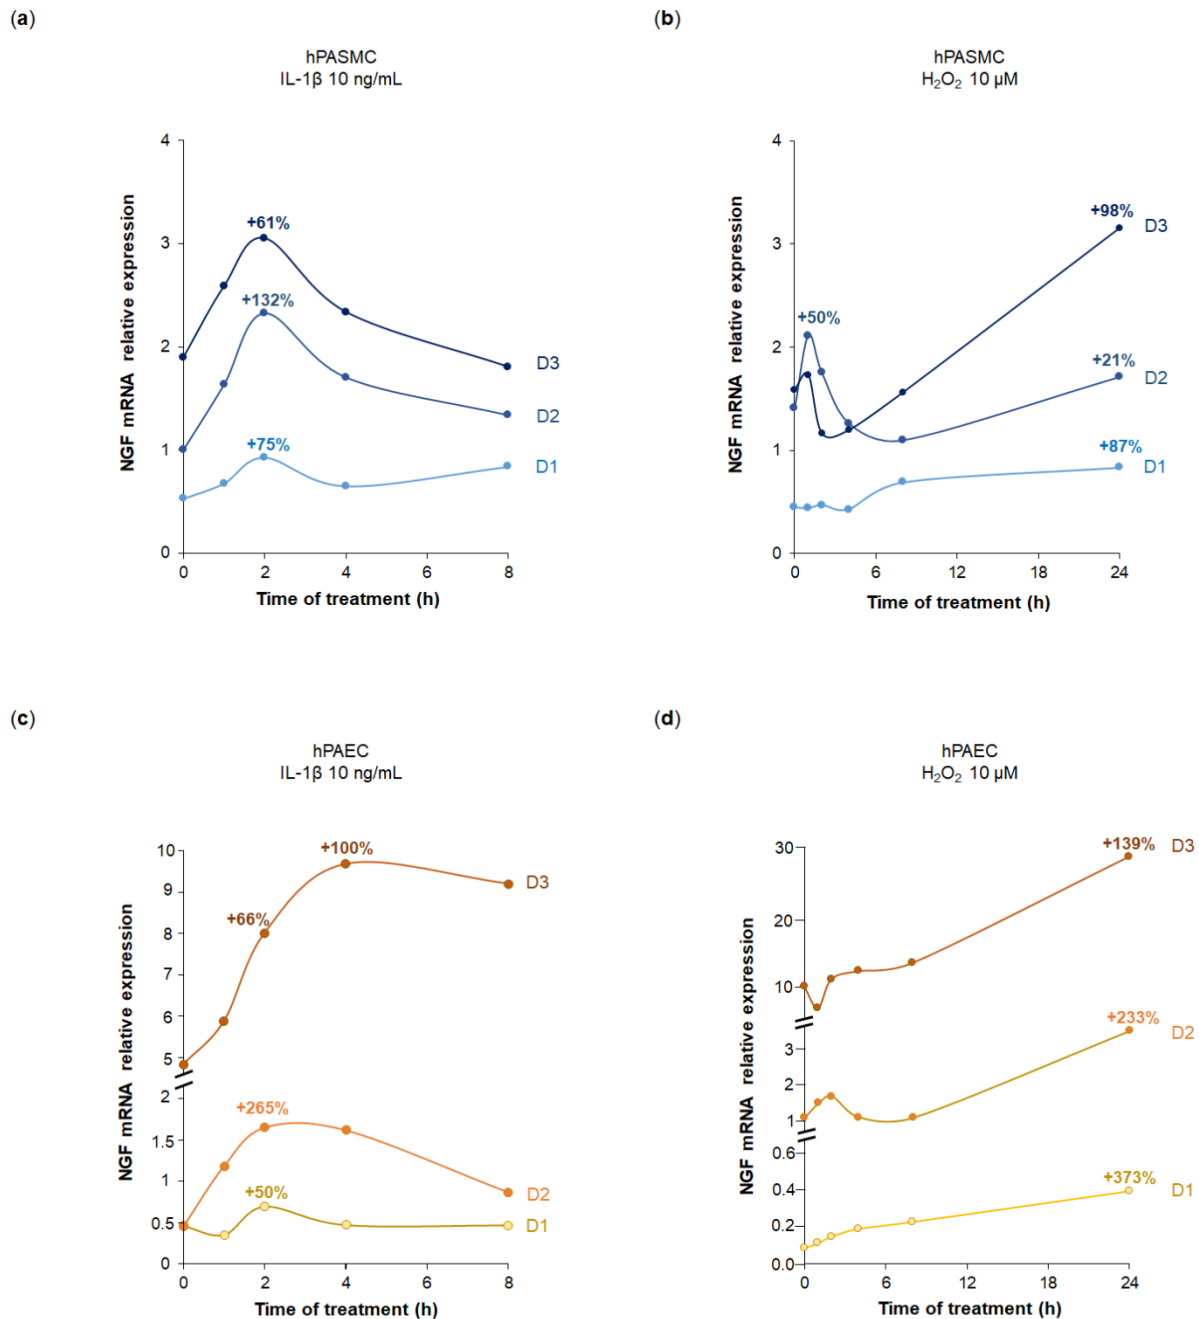 (a)
hPASMC
IL-1β 10 ng/mL
NGF mRNA relative expression
4
3
2
1
0
+61%
+132%
+75%
D3
D2
D1
0 2 4 6 8
Time of treatment (h)
(b)
hPASMC
H₂O₂ 10 µM
NGF mRNA relative expression
4
3
2
1
0
+50%
+98%
+21%
+87%
D3
D2
D1
0 6 12 18 24
Time of treatment (h)
(c)
hPAEC
IL-1β 10 ng/mL
NGF mRNA relative expression
10
9
8
7
6
5
2
1.5
1
0.5
0
+100%
+66%
+265%
+50%
D3
D2
D1
0 2 4 6 8
Time of treatment (h)
(d)
hPAEC
H₂O₂ 10 µM
NGF mRNA relative expression
30
20
10
3
2
1
0.6
0.4
0.2
0.0
+139%
+233%
+373%
D3
D2
D1
0 6 12 18 24
Time of treatment (h)